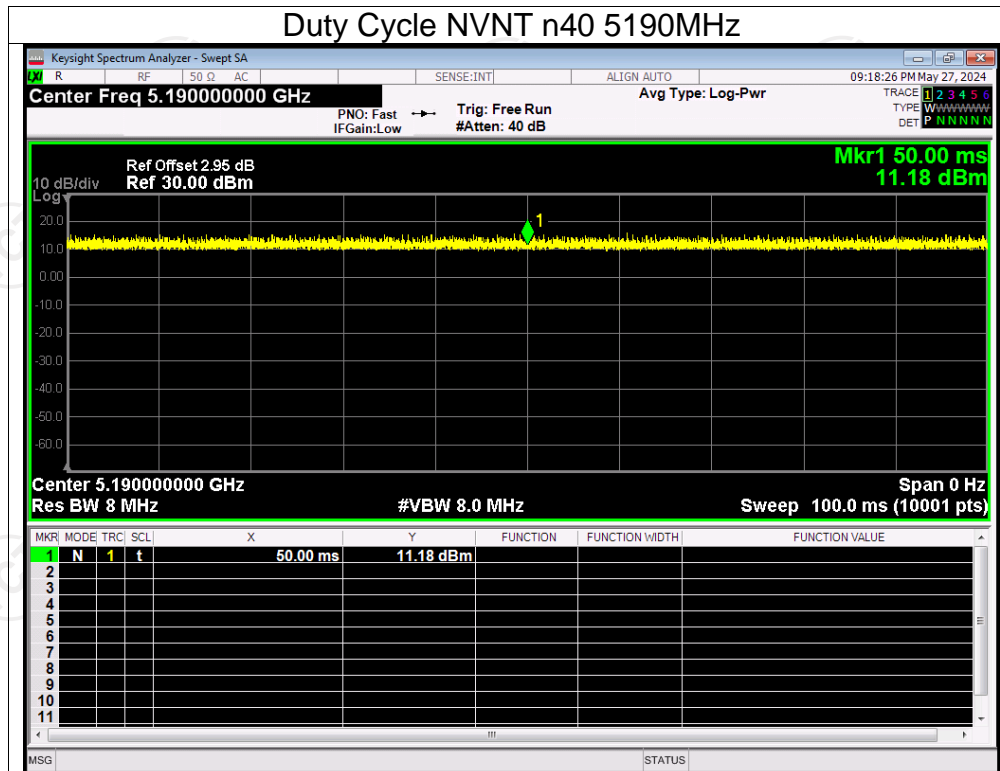 Duty Cycle NVNT n40 5190MHz
Keysight Spectrum Analyzer - Swept SA
LXI R RF 50 Ω AC SENSE:INT ALIGN AUTO 09:18:26 PM May 27, 2024
Center Freq 5.190000000 GHz Avg Type: Log-Pwr TRACE 1 2 3 4 5 6
PNO: Fast Trig: Free Run TYPE WWWWWW
IFGain:Low #Atten: 40 dB DET P N N N N N
Ref Offset 2.95 dB Mkr1 50.00 ms
10 dB/div Ref 30.00 dBm 11.18 dBm
Log
20.0
1
10.0
0.00
-10.0
-20.0
-30.0
-40.0
-50.0
-60.0
Center 5.190000000 GHz Span 0 Hz
Res BW 8 MHz #VBW 8.0 MHz Sweep 100.0 ms (10001 pts)
MKR MODE TRC SCL X Y FUNCTION FUNCTION WIDTH FUNCTION VALUE
1 N 1 t 50.00 ms 11.18 dBm
2
3
4
5
6
7
8
9
10
11
MSG STATUS